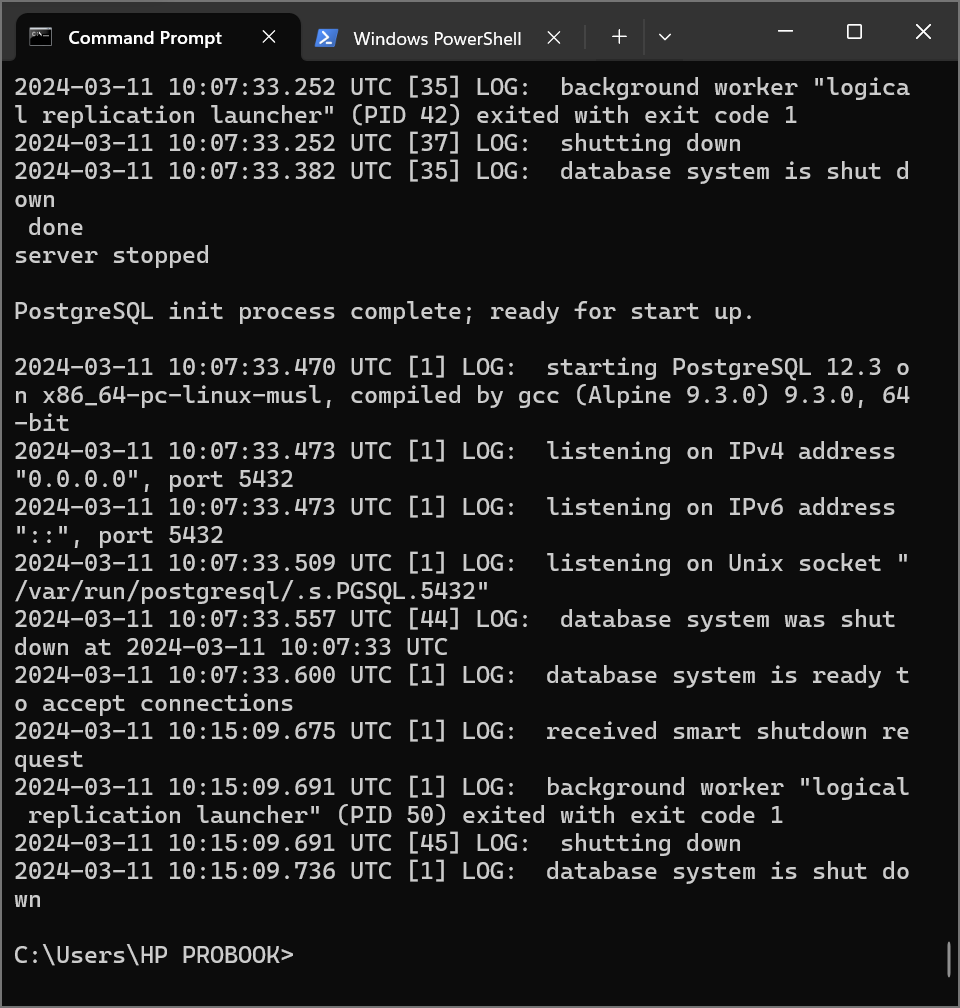 Command Prompt
Windows PowerShell
2024-03-11 10:07:33.252 UTC [35] LOG:  background worker "logica
l replication launcher" (PID 42) exited with exit code 1
2024-03-11 10:07:33.252 UTC [37] LOG:  shutting down
2024-03-11 10:07:33.382 UTC [35] LOG:  database system is shut d
own
 done
server stopped

PostgreSQL init process complete; ready for start up.

2024-03-11 10:07:33.470 UTC [1] LOG:  starting PostgreSQL 12.3 o
n x86_64-pc-linux-musl, compiled by gcc (Alpine 9.3.0) 9.3.0, 64
-bit
2024-03-11 10:07:33.473 UTC [1] LOG:  listening on IPv4 address 
"0.0.0.0", port 5432
2024-03-11 10:07:33.473 UTC [1] LOG:  listening on IPv6 address 
"::", port 5432
2024-03-11 10:07:33.509 UTC [1] LOG:  listening on Unix socket "
/var/run/postgresql/.s.PGSQL.5432"
2024-03-11 10:07:33.557 UTC [44] LOG:  database system was shut 
down at 2024-03-11 10:07:33 UTC
2024-03-11 10:07:33.600 UTC [1] LOG:  database system is ready t
o accept connections
2024-03-11 10:15:09.675 UTC [1] LOG:  received smart shutdown re
quest
2024-03-11 10:15:09.691 UTC [1] LOG:  background worker "logical
 replication launcher" (PID 50) exited with exit code 1
2024-03-11 10:15:09.691 UTC [45] LOG:  shutting down
2024-03-11 10:15:09.736 UTC [1] LOG:  database system is shut do
wn

C:\Users\HP PROBOOK>